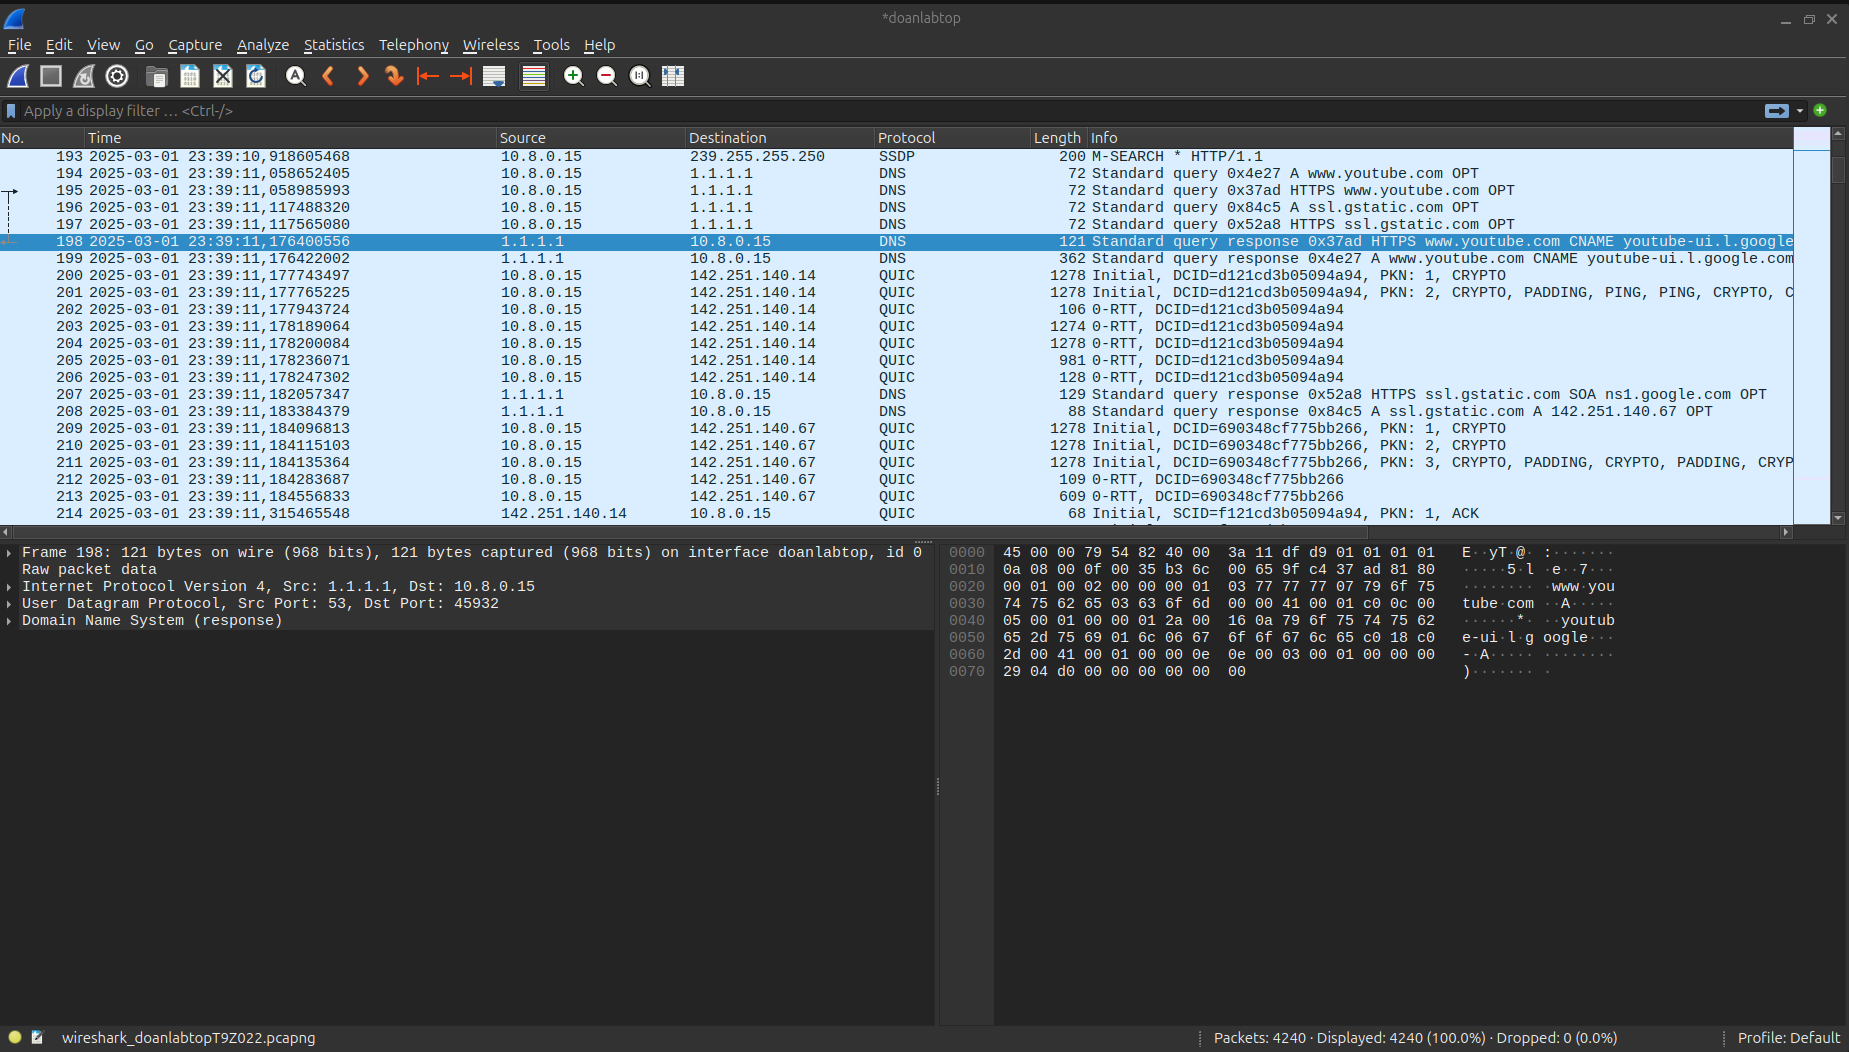 *doanlabtop
File Edit View Go Capture Analyze Statistics Telephony Wireless Tools Help
Apply a display filter … <Ctrl-/>
No. Time Source Destination Protocol Length Info
193 2025-03-01 23:39:10,918605468 10.8.0.15 239.255.255.250 SSDP 200 M-SEARCH * HTTP/1.1
194 2025-03-01 23:39:11,058652405 10.8.0.15 1.1.1.1 DNS 72 Standard query 0x4e27 A www.youtube.com OPT
195 2025-03-01 23:39:11,058985993 10.8.0.15 1.1.1.1 DNS 72 Standard query 0x37ad HTTPS www.youtube.com OPT
196 2025-03-01 23:39:11,117488320 10.8.0.15 1.1.1.1 DNS 72 Standard query 0x84c5 A ssl.gstatic.com OPT
197 2025-03-01 23:39:11,117565080 10.8.0.15 1.1.1.1 DNS 72 Standard query 0x52a8 HTTPS ssl.gstatic.com OPT
198 2025-03-01 23:39:11,176400556 1.1.1.1 10.8.0.15 DNS 121 Standard query response 0x37ad HTTPS www.youtube.com CNAME youtube-ui.l.google
199 2025-03-01 23:39:11,176422002 1.1.1.1 10.8.0.15 DNS 362 Standard query response 0x4e27 A www.youtube.com CNAME youtube-ui.l.google.com
200 2025-03-01 23:39:11,177743497 10.8.0.15 142.251.140.14 QUIC 1278 Initial, DCID=d121cd3b05094a94, PKN: 1, CRYPTO
201 2025-03-01 23:39:11,177765225 10.8.0.15 142.251.140.14 QUIC 1278 Initial, DCID=d121cd3b05094a94, PKN: 2, CRYPTO, PADDING, PING, PING, CRYPTO, C
202 2025-03-01 23:39:11,177943724 10.8.0.15 142.251.140.14 QUIC 106 0-RTT, DCID=d121cd3b05094a94
203 2025-03-01 23:39:11,178189064 10.8.0.15 142.251.140.14 QUIC 1274 0-RTT, DCID=d121cd3b05094a94
204 2025-03-01 23:39:11,178200084 10.8.0.15 142.251.140.14 QUIC 1278 0-RTT, DCID=d121cd3b05094a94
205 2025-03-01 23:39:11,178236071 10.8.0.15 142.251.140.14 QUIC 981 0-RTT, DCID=d121cd3b05094a94
206 2025-03-01 23:39:11,178247302 10.8.0.15 142.251.140.14 QUIC 128 0-RTT, DCID=d121cd3b05094a94
207 2025-03-01 23:39:11,182057347 1.1.1.1 10.8.0.15 DNS 129 Standard query response 0x52a8 HTTPS ssl.gstatic.com SOA ns1.google.com OPT
208 2025-03-01 23:39:11,183384379 1.1.1.1 10.8.0.15 DNS 88 Standard query response 0x84c5 A ssl.gstatic.com A 142.251.140.67 OPT
209 2025-03-01 23:39:11,184096813 10.8.0.15 142.251.140.67 QUIC 1278 Initial, DCID=690348cf775bb266, PKN: 1, CRYPTO
210 2025-03-01 23:39:11,184115103 10.8.0.15 142.251.140.67 QUIC 1278 Initial, DCID=690348cf775bb266, PKN: 2, CRYPTO
211 2025-03-01 23:39:11,184135364 10.8.0.15 142.251.140.67 QUIC 1278 Initial, DCID=690348cf775bb266, PKN: 3, CRYPTO, PADDING, CRYPTO, PADDING, CRYP
212 2025-03-01 23:39:11,184283687 10.8.0.15 142.251.140.67 QUIC 109 0-RTT, DCID=690348cf775bb266
213 2025-03-01 23:39:11,184556833 10.8.0.15 142.251.140.67 QUIC 609 0-RTT, DCID=690348cf775bb266
214 2025-03-01 23:39:11,315465548 142.251.140.14 10.8.0.15 QUIC 68 Initial, SCID=f121cd3b05094a94, PKN: 1, ACK
Frame 198: 121 bytes on wire (968 bits), 121 bytes captured (968 bits) on interface doanlabtop, id 0
Raw packet data
Internet Protocol Version 4, Src: 1.1.1.1, Dst: 10.8.0.15
User Datagram Protocol, Src Port: 53, Dst Port: 45932
Domain Name System (response)
0000 45 00 00 79 54 82 40 00 3a 11 df d9 01 01 01 01 E··yT·@· :·······
0010 0a 08 00 0f 00 35 b3 6c 00 65 9f c4 37 ad 81 80 ·····5·l ·e··7···
0020 00 01 00 02 00 00 00 01 03 77 77 77 07 79 6f 75 ········ ·www·you
0030 74 75 62 65 03 63 6f 6d 00 00 41 00 01 c0 0c 00 tube·com ··A·····
0040 05 00 01 00 00 01 2a 00 16 0a 79 6f 75 74 75 62 ······*· ··youtub
0050 65 2d 75 69 01 6c 06 67 6f 6f 67 6c 65 c0 18 c0 e-ui·l·g oogle···
0060 2d 00 41 00 01 00 00 0e 0e 00 03 00 01 00 00 00 -·A····· ········
0070 29 04 d0 00 00 00 00 00 00 )······· ·
wireshark_doanlabtopT9Z022.pcapng
Packets: 4240 · Displayed: 4240 (100.0%) · Dropped: 0 (0.0%)
Profile: Default